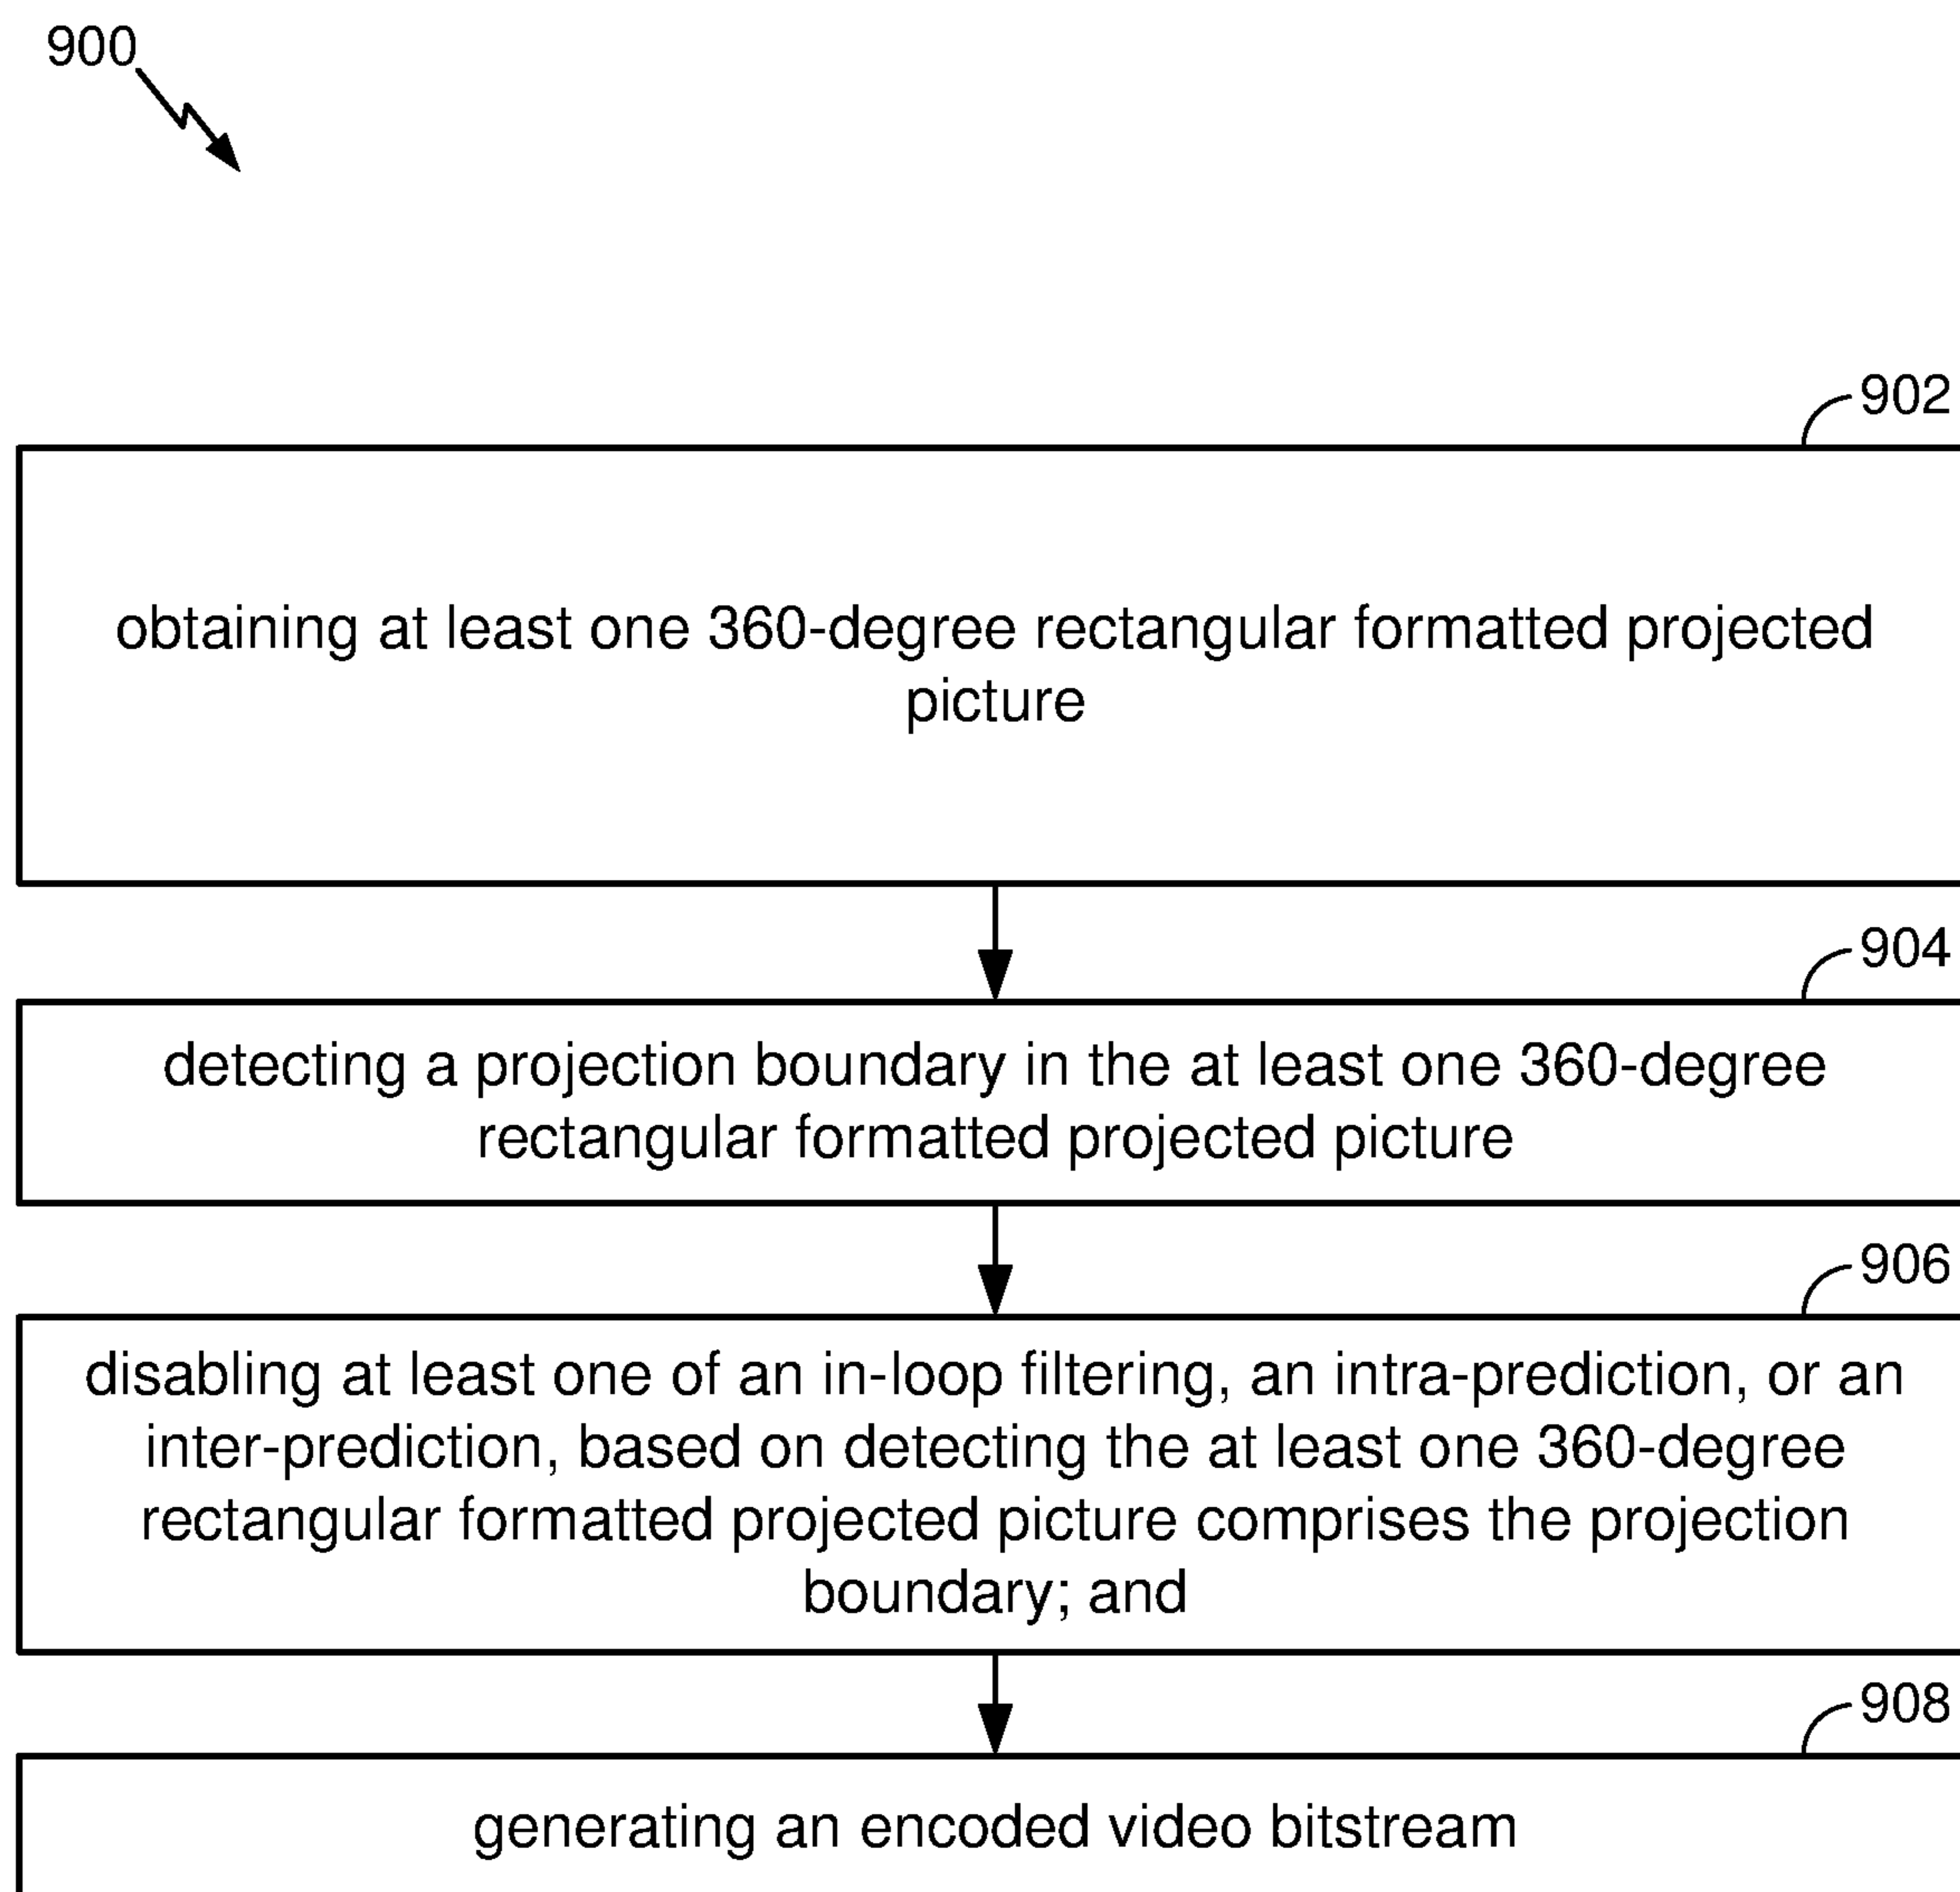 900
902
obtaining at least one 360-degree rectangular formatted projected
picture
904
detecting a projection boundary in the at least one 360-degree
rectangular formatted projected picture
906
disabling at least one of an in-loop filtering, an intra-prediction, or an
inter-prediction, based on detecting the at least one 360-degree
rectangular formatted projected picture comprises the projection
boundary; and
908
generating an encoded video bitstream